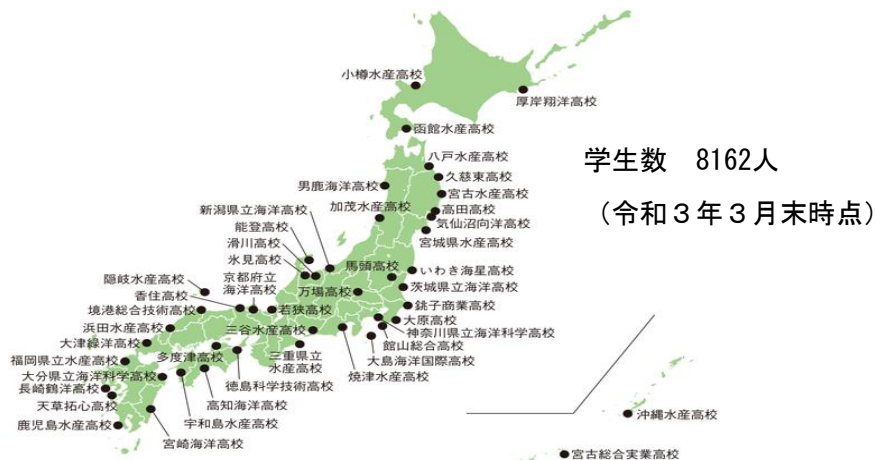 小樽水産高校
厚岸翔洋高校
函館水産高校
八戸水産高校
久慈東高校
宮古水産高校
高田高校
気仙沼向洋高校
宮城県水産高校
男鹿海洋高校
加茂水産高校
新潟県立海洋高校
能登高校
滑川高校
氷見高校
京都府立
海洋高校
隠岐水産高校
香住高校
境港総合技術高校
浜田水産高校
大津緑洋高校
福岡県立水産高校
大分県立海洋科学高校
長崎鶴洋高校
天草拓心高校
鹿児島水産高校
馬頭高校
万場高校
若狭高校
三谷水産高校
多度津高校
三重県立
水産高校
徳島科学技術高校
高知海洋高校
宇和島水産高校
宮崎海洋高校
いわき海星高校
茨城県立海洋高校
銚子商業高校
大原高校
神奈川県立海洋科学高校
館山総合高校
大島海洋国際高校
焼津水産高校
学生数 8162人
(令和3年3月末時点)
沖縄水産高校
宮古総合実業高校